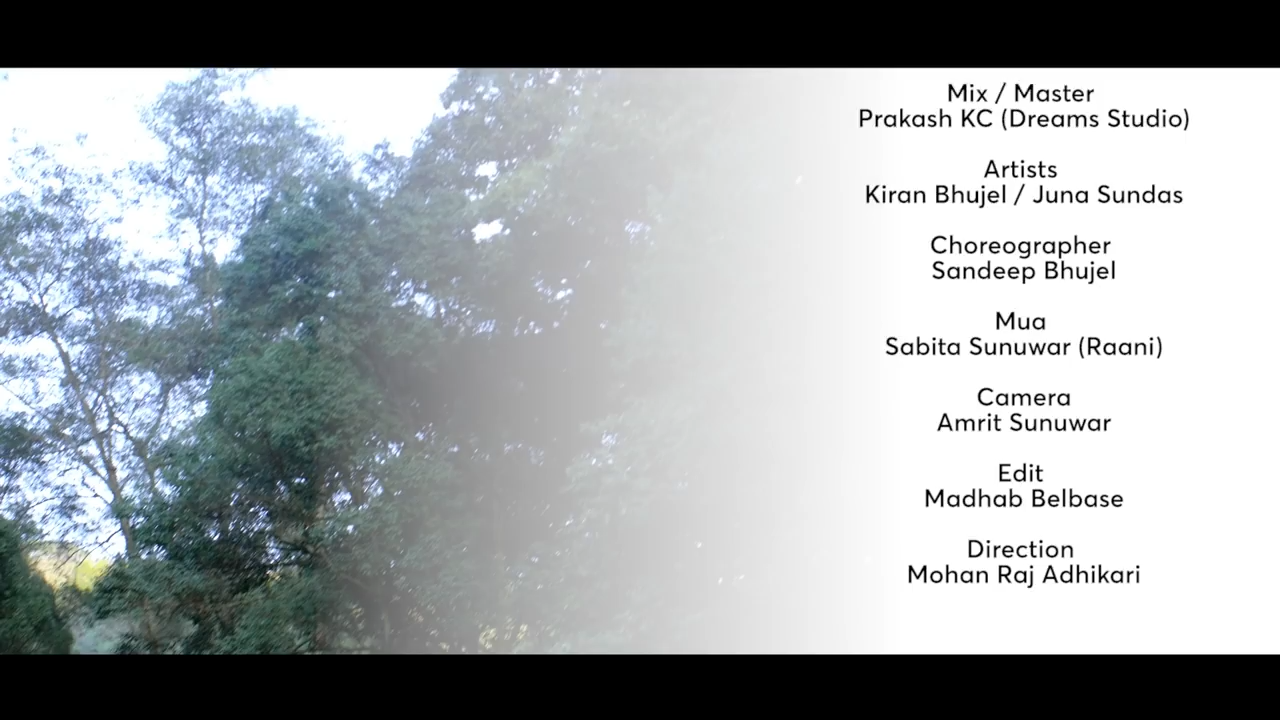 Mix / Master
Prakash KC (Dreams Studio)
Artists
Kiran Bhujel / Juna Sundas
Choreographer
Sandeep Bhujel
Mua
Sabita Sunuwar (Raani)
Camera
Amrit Sunuwar
Edit
Madhab Belbase
Direction
Mohan Raj Adhikari